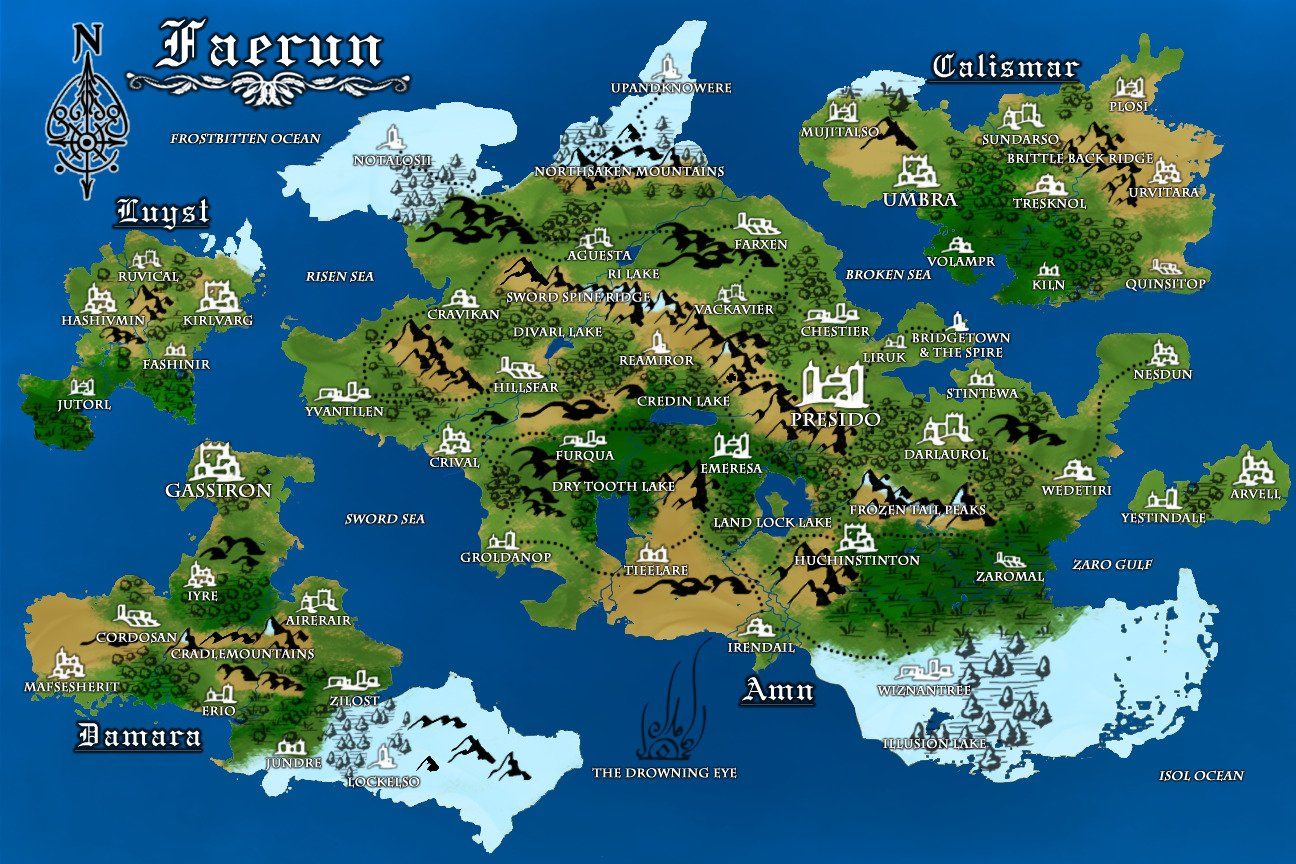 N
Faerun
Calismar
UPANDKNOWERE
PLOSI
FROSTBITTEN OCEAN
MUJITALSO
SUNDARSO
NOTALOSII
BRITTLE BACK RIDGE
NORTHSAKEN MOUNTAINS
URVITARA
UMBRA
TRESKNOL
Luyst
FARXEN
AGUESTA
VOLAMPR
RUVICAL
RISEN SEA
RI LAKE
BROKEN SEA
KILN
QUINSITOP
SWORD SPINE RIDGE
HASHIVMIN
KIRLVARG
CRAVIKAN
VACKAVIER
DIVARI LAKE
CHESTIER
BRIDGETOWN
& THE SPIRE
LIRUK
REAMIROR
FASHINIR
NESDUN
HILLSFAR
STINTEWA
JUTORL
CREDIN LAKE
YVANTILEN
PRESIDO
DARLAUROL
FURQUA
CRIVAL
EMERESA
DRY TOOTH LAKE
GASSIRON
WEDETIRI
ARVELL
FROZEN TAIL PEAKS
SWORD SEA
LAND LOCK LAKE
YESTINDALE
GROLDANOP
TIEELARE
HUCHINSTINTON
ZARO GULF
ZAROMAL
IYRE
AIRERAIR
CORDOSAN
IRENDAIL
CRADLEMOUNTAINS
MAFSESHERIT
WIZNANTREE
Amn
ZILOST
ERIO
Damara
ILLUSION LAKE
JUNDRE
THE DROWNING EYE
ISOL OCEAN
LOCKELSO